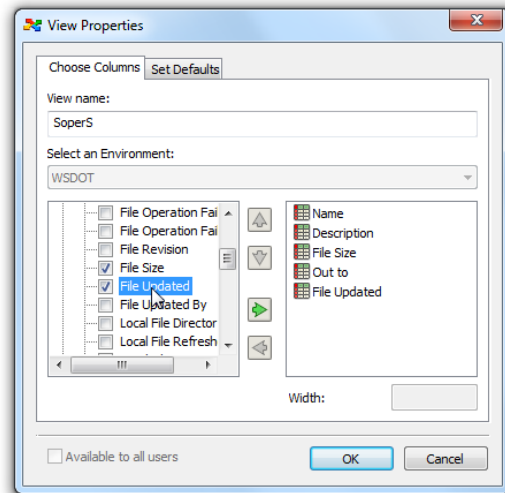 View Properties
Choose Columns
Set Defaults
View name:
SoperS
Select an Environment:
WSDOT
File Operation Fai
File Operation Fai
File Revision
File Size
File Updated
File Updated By
Local File Director
Local File Refresh
Name
Description
File Size
Out to
File Updated
Width:
Available to all users
OK
Cancel